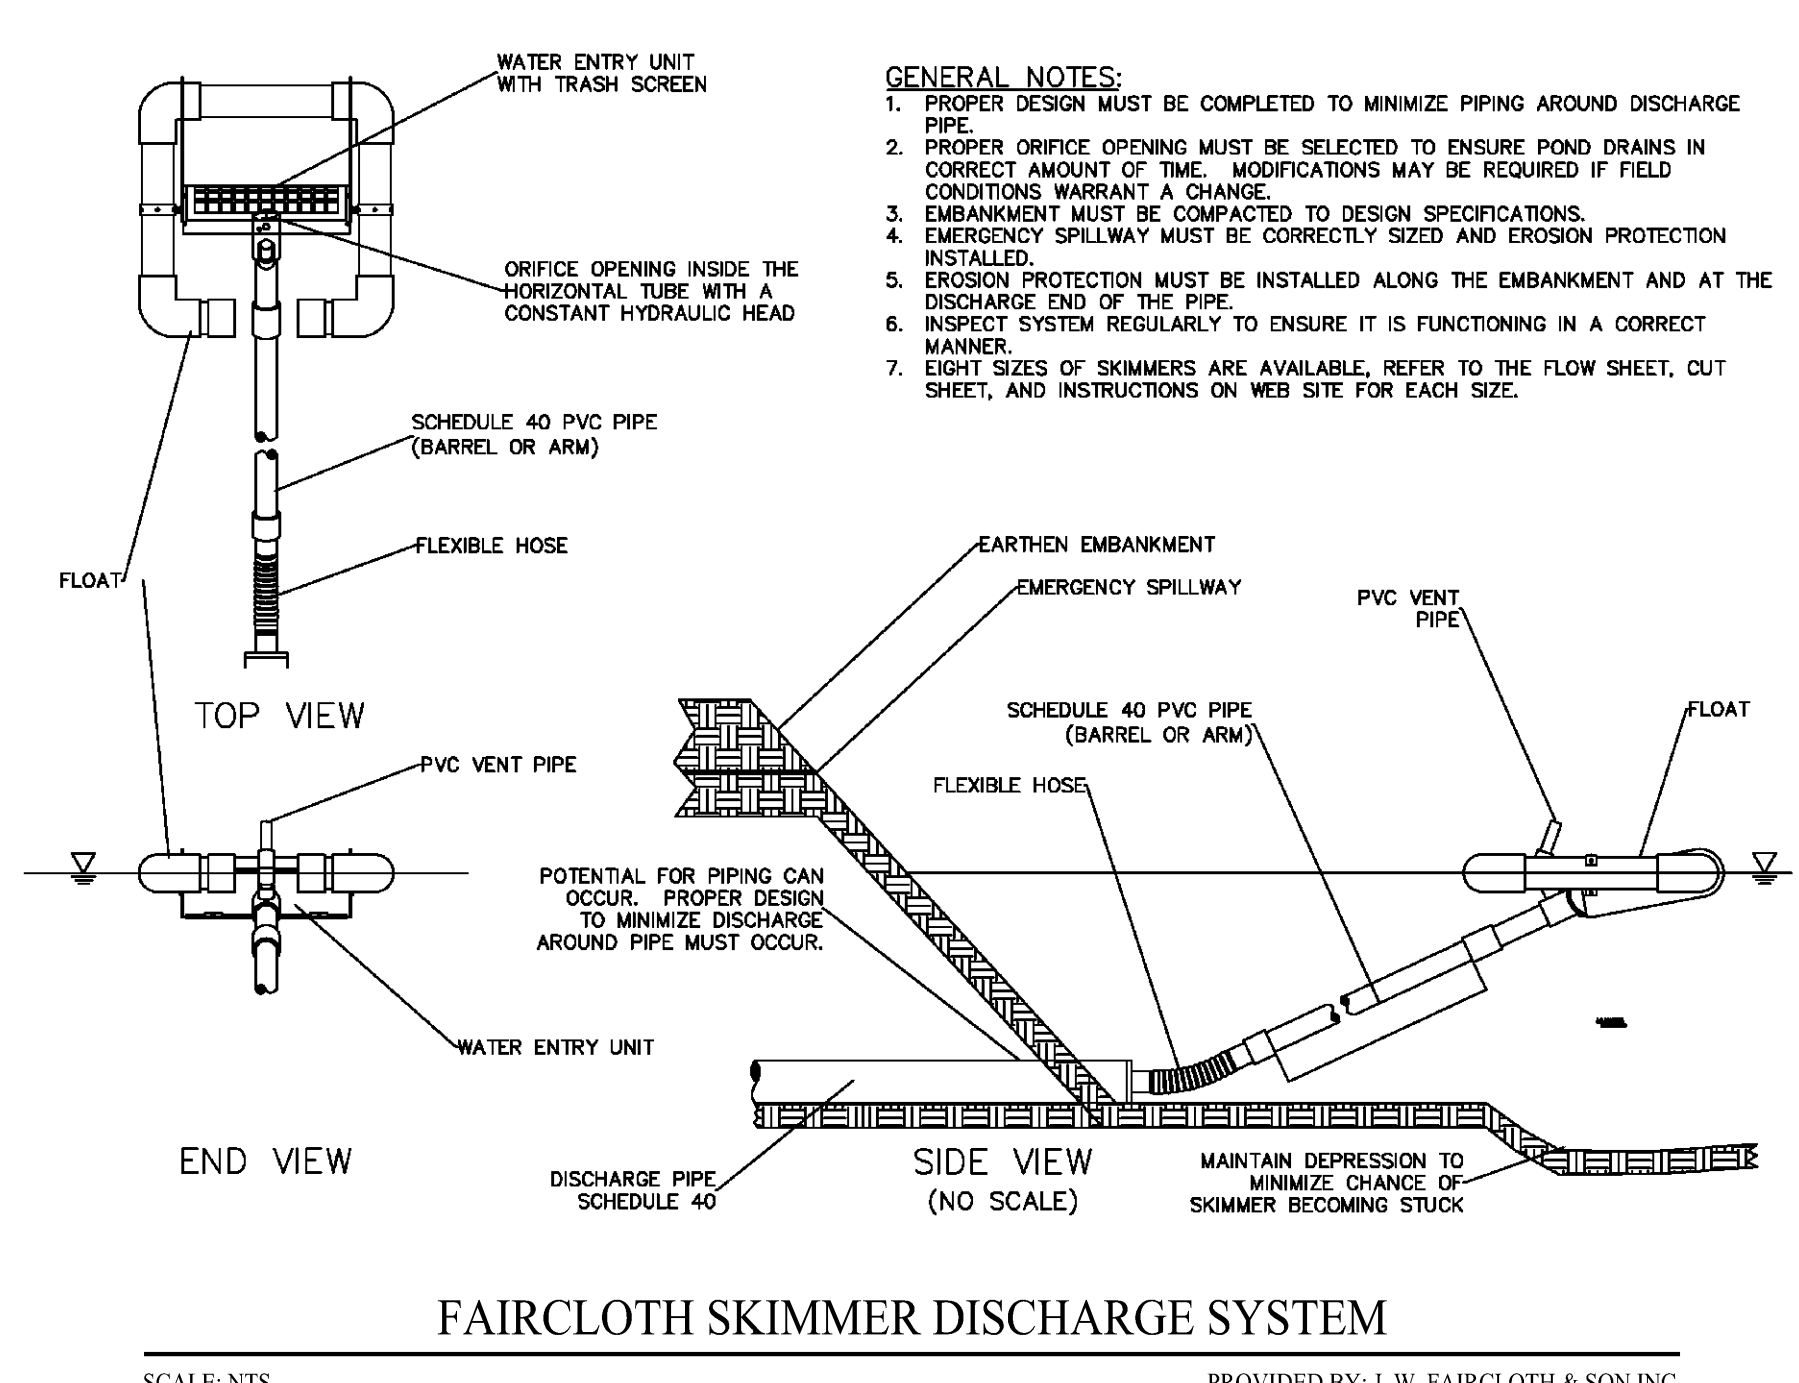 WATER ENTRY UNIT
WITH TRASH SCREEN
ORIFICE OPENING INSIDE THE
HORIZONTAL TUBE WITH A
CONSTANT HYDRAULIC HEAD
SCHEDULE 40 PVC PIPE
(BARREL OR ARM)
FLEXIBLE HOSE
FLOAT
TOP VIEW
GENERAL NOTES:
1. PROPER DESIGN MUST BE COMPLETED TO MINIMIZE PIPING AROUND DISCHARGE
PIPE.
2. PROPER ORIFICE OPENING MUST BE SELECTED TO ENSURE POND DRAINS IN
CORRECT AMOUNT OF TIME. MODIFICATIONS MAY BE REQUIRED IF FIELD
CONDITIONS WARRANT A CHANGE.
3. EMBANKMENT MUST BE COMPACTED TO DESIGN SPECIFICATIONS.
4. EMERGENCY SPILLWAY MUST BE CORRECTLY SIZED AND EROSION PROTECTION
INSTALLED.
5. EROSION PROTECTION MUST BE INSTALLED ALONG THE EMBANKMENT AND AT THE
DISCHARGE END OF THE PIPE.
6. INSPECT SYSTEM REGULARLY TO ENSURE IT IS FUNCTIONING IN A CORRECT
MANNER.
7. EIGHT SIZES OF SKIMMERS ARE AVAILABLE, REFER TO THE FLOW SHEET, CUT
SHEET, AND INSTRUCTIONS ON WEB SITE FOR EACH SIZE.
PVC VENT PIPE
WATER ENTRY UNIT
END VIEW
EARTHEN EMBANKMENT
EMERGENCY SPILLWAY
PVC VENT
PIPE
SCHEDULE 40 PVC PIPE
(BARREL OR ARM)
FLOAT
FLEXIBLE HOSE
POTENTIAL FOR PIPING CAN
OCCUR. PROPER DESIGN
TO MINIMIZE DISCHARGE
AROUND PIPE MUST OCCUR.
DISCHARGE PIPE
SCHEDULE 40
SIDE VIEW
(NO SCALE)
MAINTAIN DEPRESSION TO
MINIMIZE CHANCE OF
SKIMMER BECOMING STUCK
FAIRCLOTH SKIMMER DISCHARGE SYSTEM
SCALE: NTS
PROVIDED BY: J. W. FAIRCLOTH & SON INC.